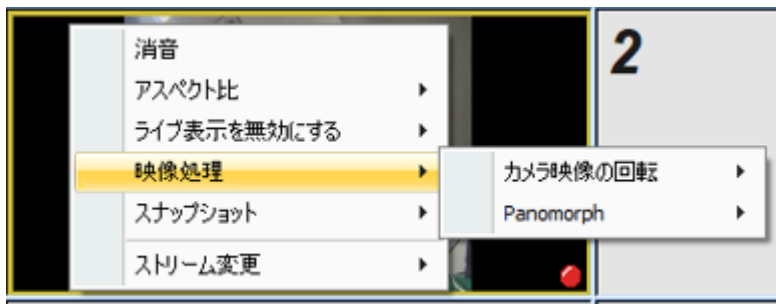 消音
アスペクト比
ライブ表示を無効にする
映像処理
スナップショット
ストリーム変更
カメラ映像の回転
Panomorph
2